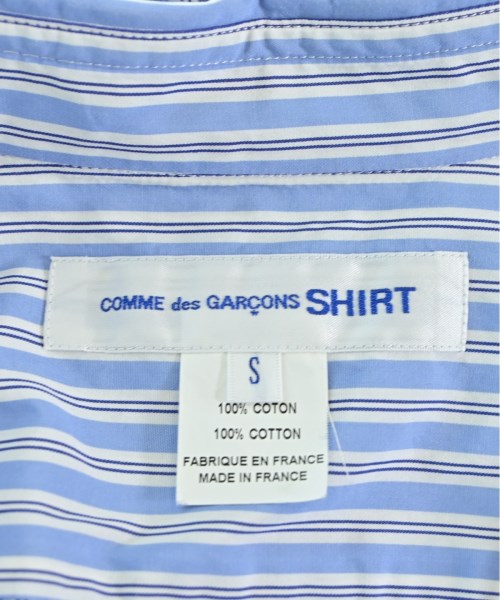 COMME des GARÇONS SHIRT
S
100% COTON
100% COTTON
FABRIQUE EN FRANCE
MADE IN FRANCE